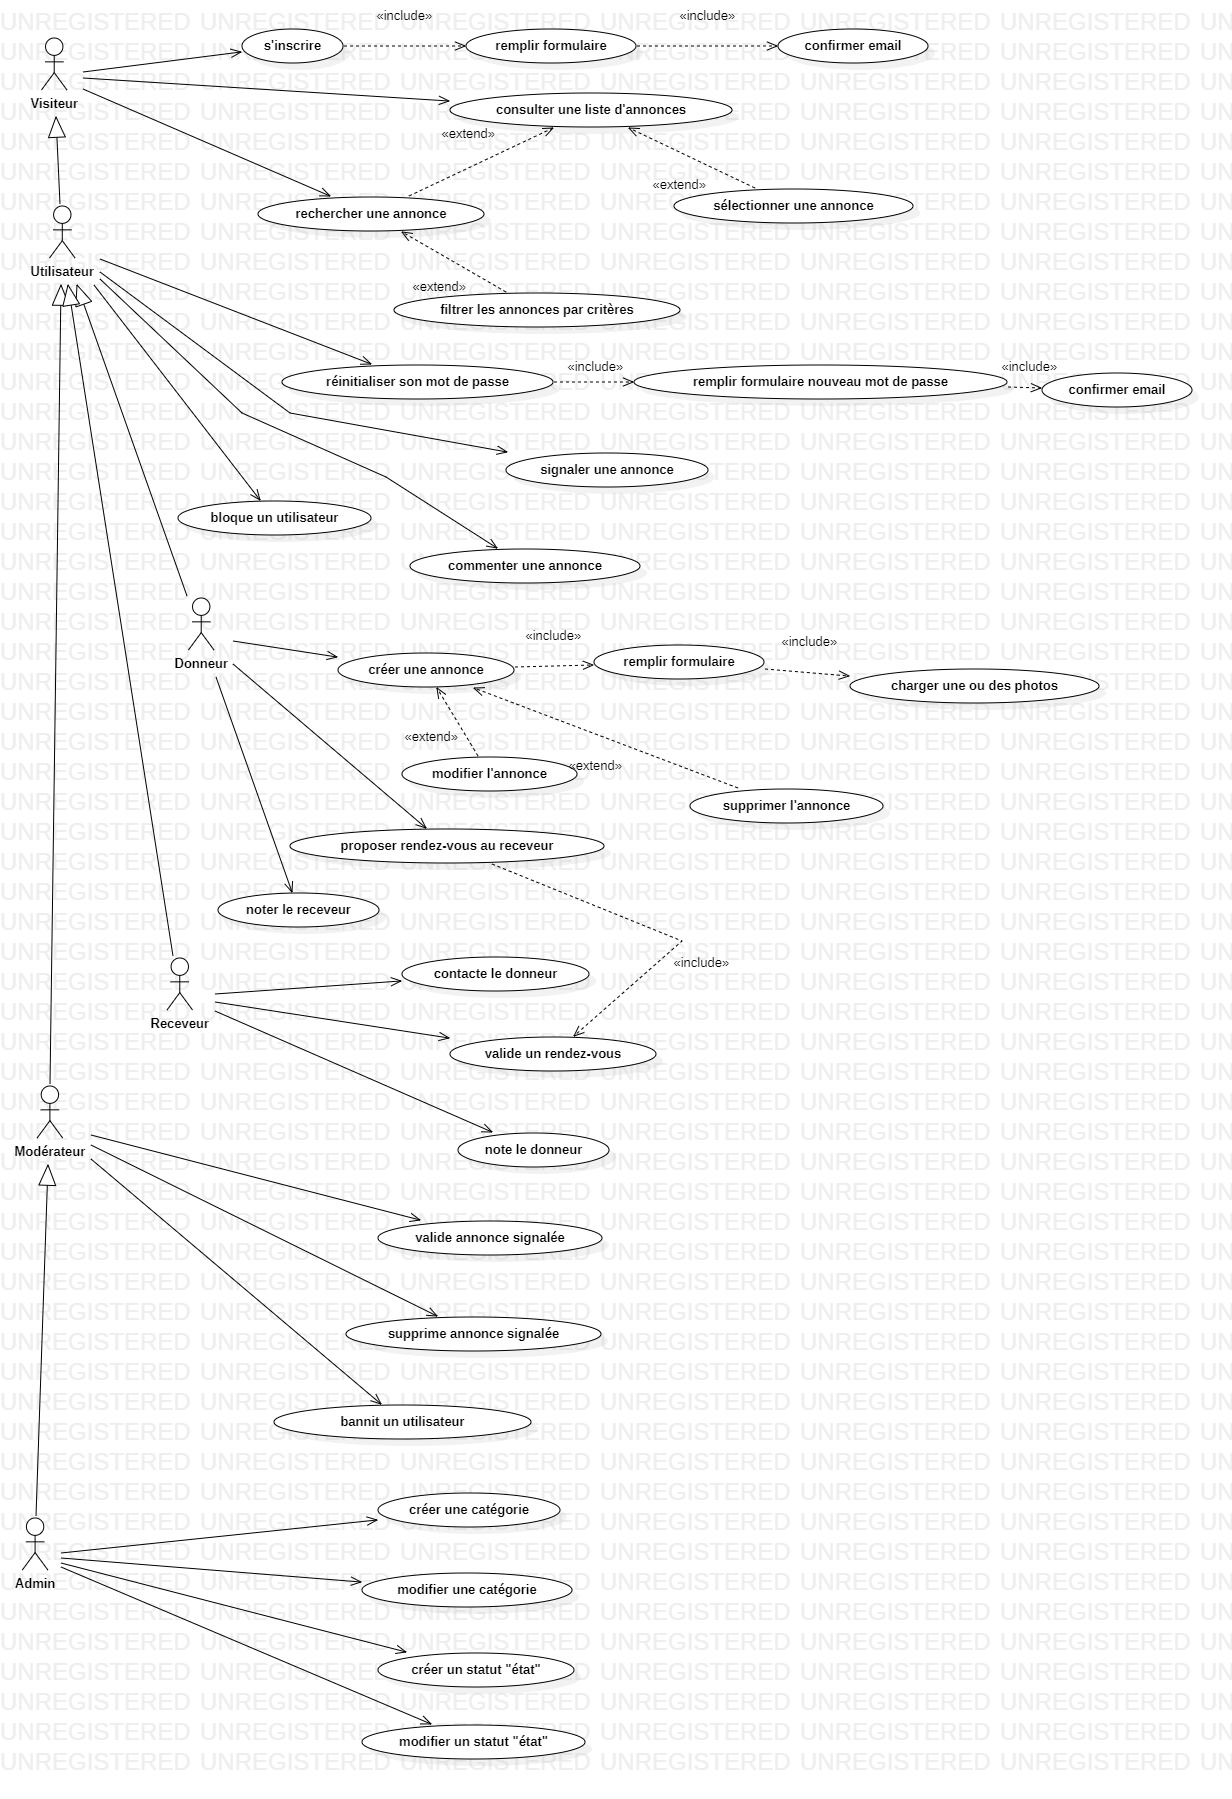 «include»
«include»
s'inscrire
remplir formulaire
confirmer email
Visiteur
consulter une liste d'annonces
«extend»
«extend»
sélectionner une annonce
rechercher une annonce
Utilisateur
«extend»
filtrer les annonces par critères
«include»
«include»
réinitialiser son mot de passe
remplir formulaire nouveau mot de passe
confirmer email
signaler une annonce
bloque un utilisateur
commenter une annonce
«include»
«include»
Donneur
créer une annonce
remplir formulaire
charger une ou des photos
«extend»
«extend»
modifier l'annonce
supprimer l'annonce
proposer rendez-vous au receveur
noter le receveur
«include»
contacte le donneur
Receveur
valide un rendez-vous
note le donneur
Modérateur
valide annonce signalée
supprime annonce signalée
bannit un utilisateur
créer une catégorie
Admin
modifier une catégorie
créer un statut "état"
modifier un statut "état"
UNREGISTERED